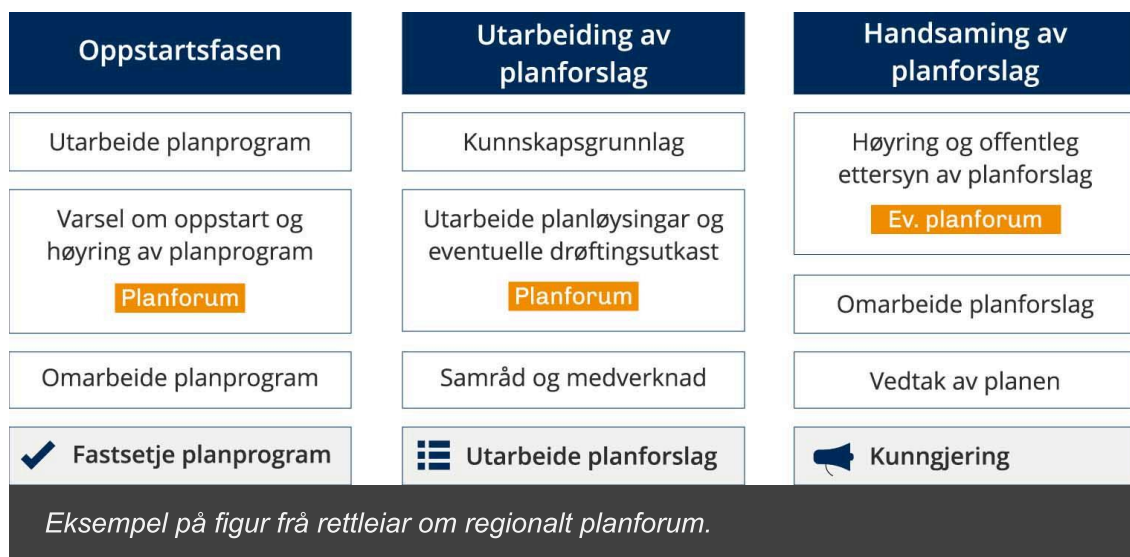 Oppstartsfasen
Utarbeide planprogram
Varsel om oppstart og
høyring av planprogram
Planforum
Omarbeide planprogram
Fastsetje planprogram
Utarbeiding av
planforslag
Kunnskapsgrunnlag
Utarbeide planløysingar og
eventuelle drøftingsutkast
Planforum
Samråd og medverknad
Utarbeide planforslag
Handsaming av
planforslag
Høyring og offentleg
ettersyn av planforslag
Ev. planforum
Omarbeide planforslag
Vedtak av planen
Kunngjering
Eksempel på figur frå rettleiar om regionalt planforum.